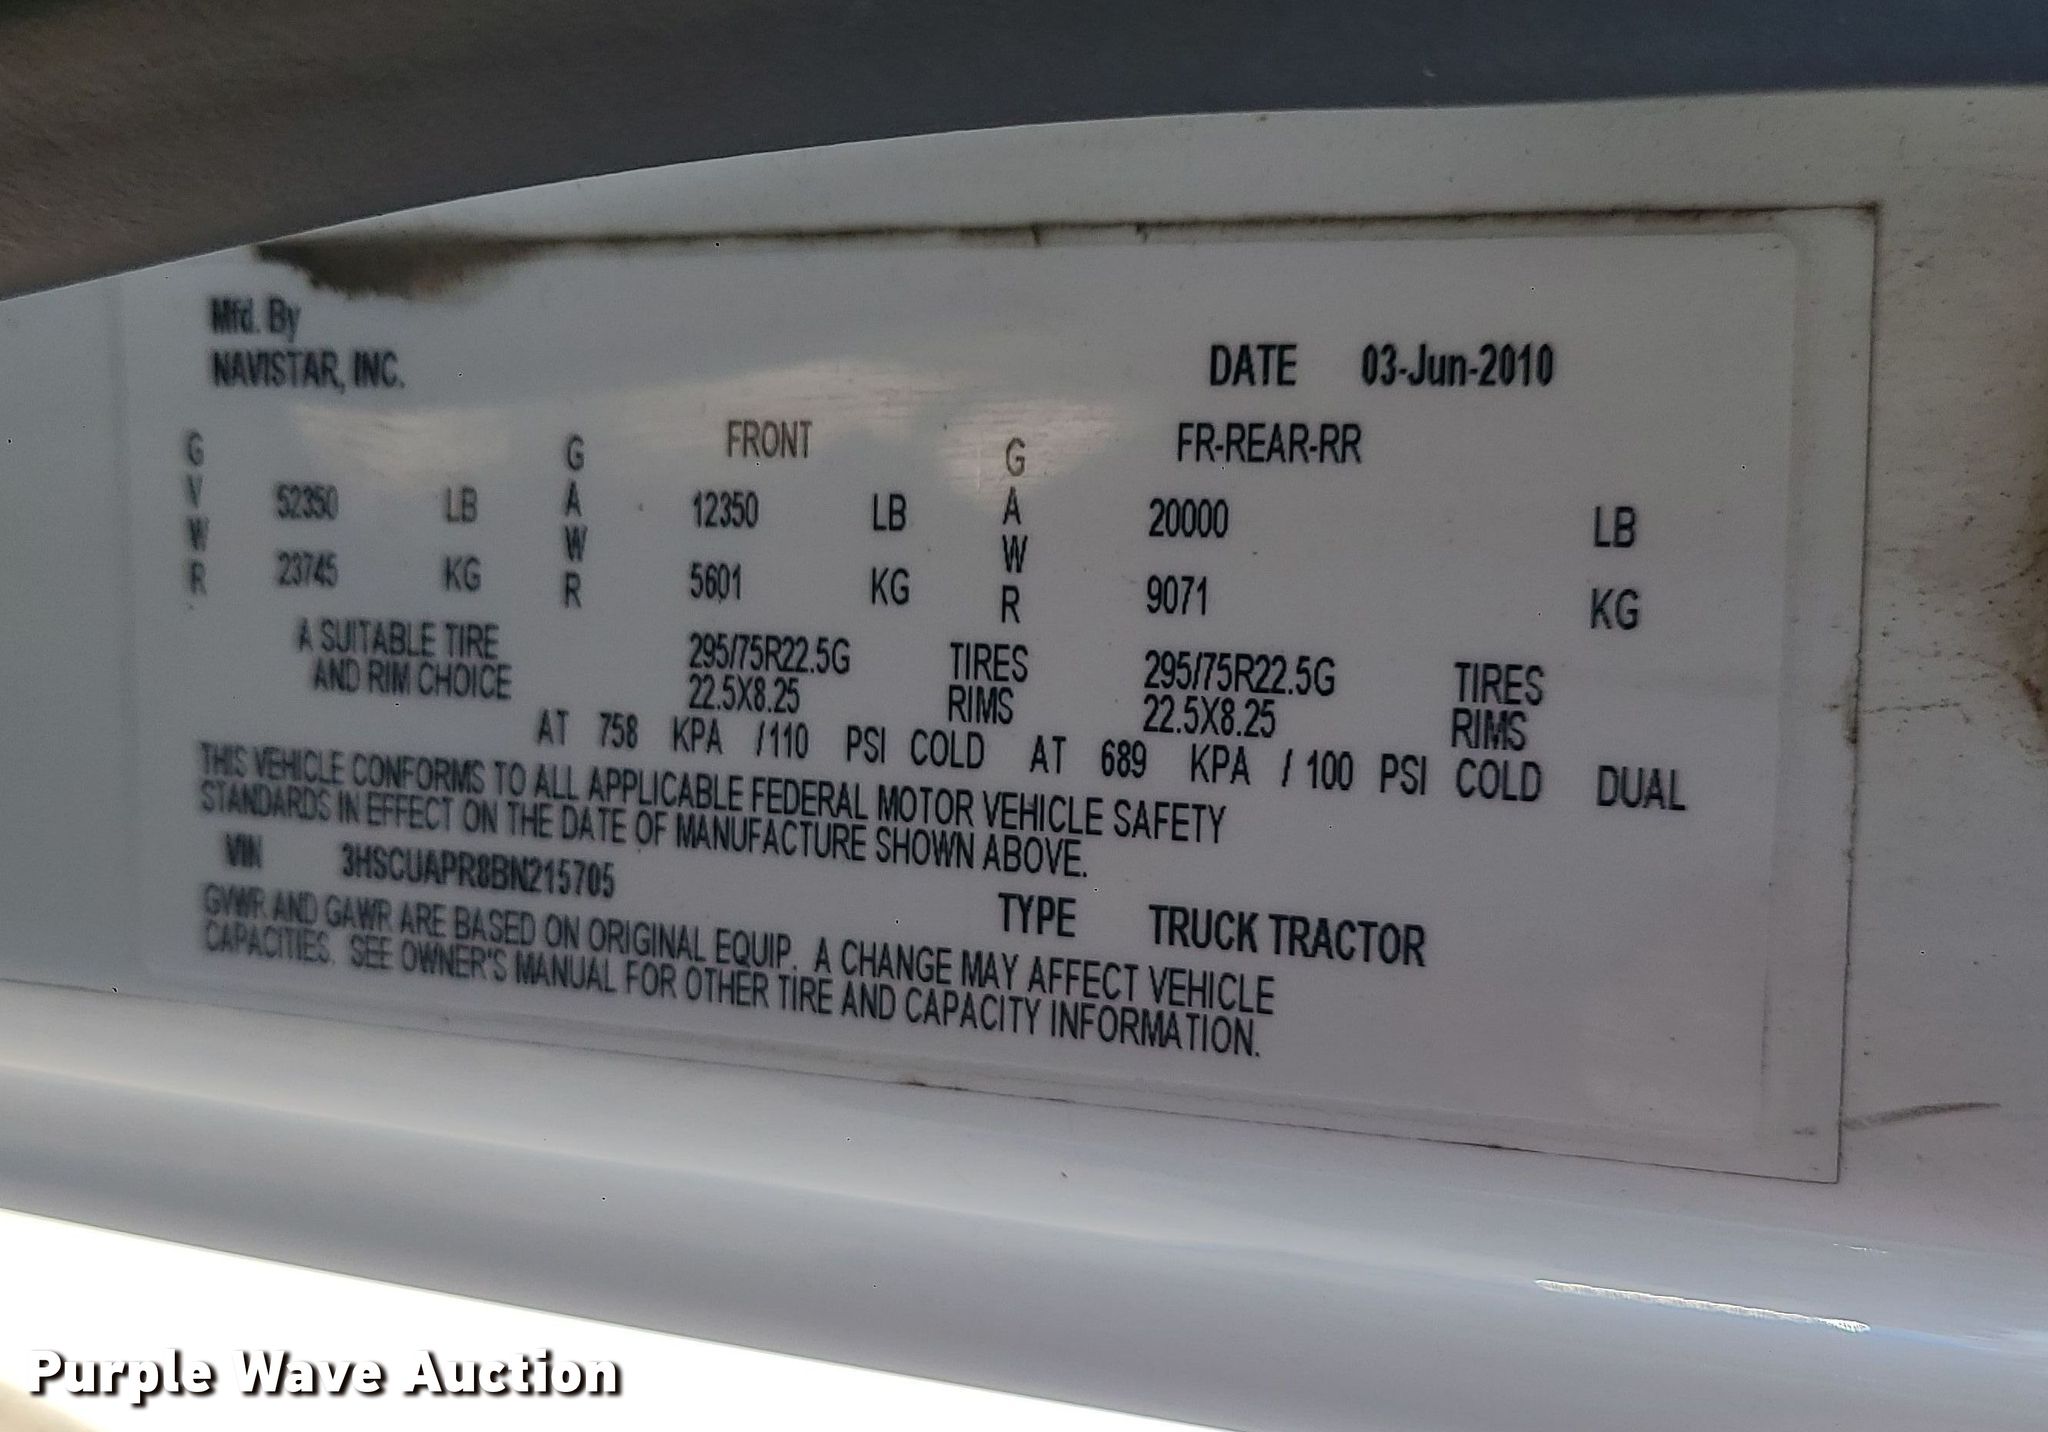 Mfd. By
NAVISTAR, INC.
DATE 03-Jun-2010
GVWR GAWR FRONT GAWR FR-REAR-RR
52350 LB 12350 LB 20000 LB
23745 KG 5601 KG 9071 KG
A SUITABLE TIRE 295/75R22.5G TIRES 295/75R22.5G TIRES
AND RIM CHOICE 22.5X8.25 RIMS 22.5X8.25 RIMS
AT 758 KPA /110 PSI COLD AT 689 KPA / 100 PSI COLD DUAL
THIS VEHICLE CONFORMS TO ALL APPLICABLE FEDERAL MOTOR VEHICLE SAFETY
STANDARDS IN EFFECT ON THE DATE OF MANUFACTURE SHOWN ABOVE.
VIN 3HSCUAPR8BN215705 TYPE TRUCK TRACTOR
GVWR AND GAWR ARE BASED ON ORIGINAL EQUIP. A CHANGE MAY AFFECT VEHICLE
CAPACITIES. SEE OWNER'S MANUAL FOR OTHER TIRE AND CAPACITY INFORMATION.
Purple Wave Auction